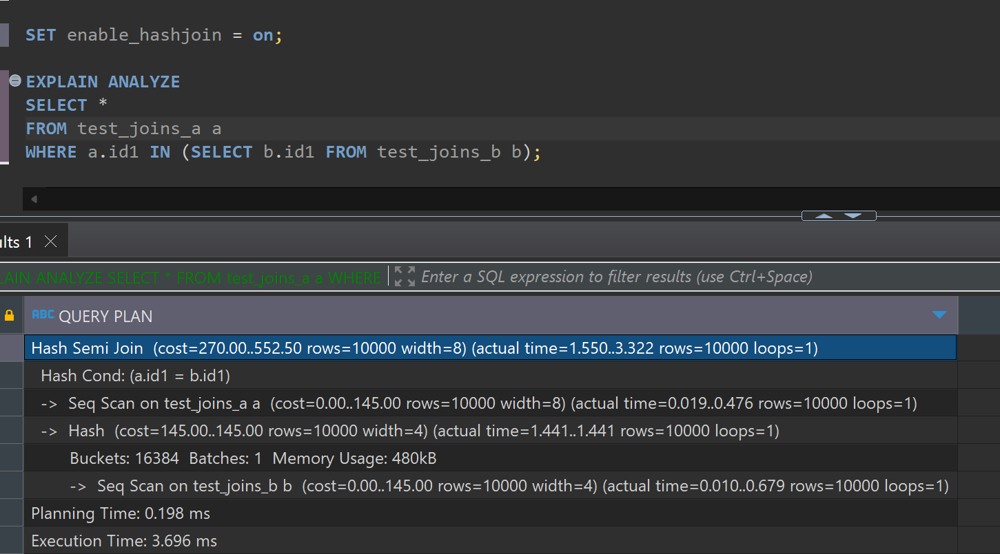 SET enable_hashjoin = on;
EXPLAIN ANALYZE
SELECT *
FROM test_joins_a a
WHERE a.id1 IN (SELECT b.id1 FROM test_joins_b b);
ults 1
LAIN ANALYZE SELECT * FROM test_joins_a a WHERE Enter a SQL expression to filter results (use Ctrl+Space)
ABC QUERY PLAN
Hash Semi Join  (cost=270.00..552.50 rows=10000 width=8) (actual time=1.550..3.322 rows=10000 loops=1)
Hash Cond: (a.id1 = b.id1)
->  Seq Scan on test_joins_a a  (cost=0.00..145.00 rows=10000 width=8) (actual time=0.019..0.476 rows=10000 loops=1)
->  Hash  (cost=145.00..145.00 rows=10000 width=4) (actual time=1.441..1.441 rows=10000 loops=1)
Buckets: 16384  Batches: 1  Memory Usage: 480kB
->  Seq Scan on test_joins_b b  (cost=0.00..145.00 rows=10000 width=4) (actual time=0.010..0.679 rows=10000 loops=1)
Planning Time: 0.198 ms
Execution Time: 3.696 ms